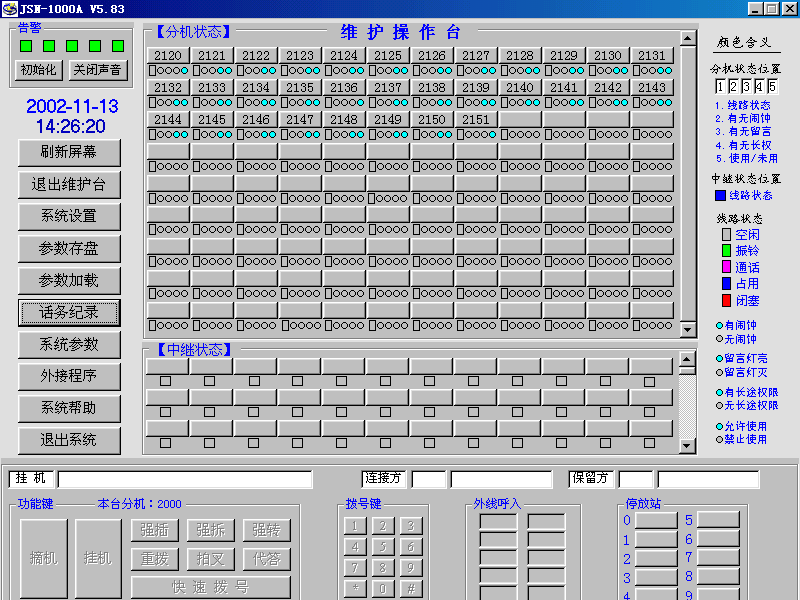 JSN-1000A V5.83
告警
初始化 关闭声音
2002-11-13
14:26:20
刷新屏幕
退出维护台
系统设置
参数存盘
参数加载
话务纪录
系统参数
外接程序
系统帮助
退出系统
【分机状态】 维护操作台
2120 2121 2122 2123 2124 2125 2126 2127 2128 2129 2130 2131
2132 2133 2134 2135 2136 2137 2138 2139 2140 2141 2142 2143
2144 2145 2146 2147 2148 2149 2150 2151
【中继状态】
颜色含义
分机状态位置
1 2 3 4 5
1. 线路状态
2. 有无闹钟
3. 有无留言
4. 有无长权
5. 使用/未用
中继状态位置
线路状态
线路状态
空闲
振铃
通话
占用
闭塞
有闹钟
无闹钟
留言灯亮
留言灯灭
有长途权限
无长途权限
允许使用
禁止使用
挂 机 连接方 保留方
功能键 本台分机：2000
摘机 挂机
强插 强拆 强转
重拨 拍叉 代答
快速拨号
拨号键
1 2 3
4 5 6
7 8 9
* 0 #
外线呼入
停放站
0 5
1 6
2 7
3 8
4 9